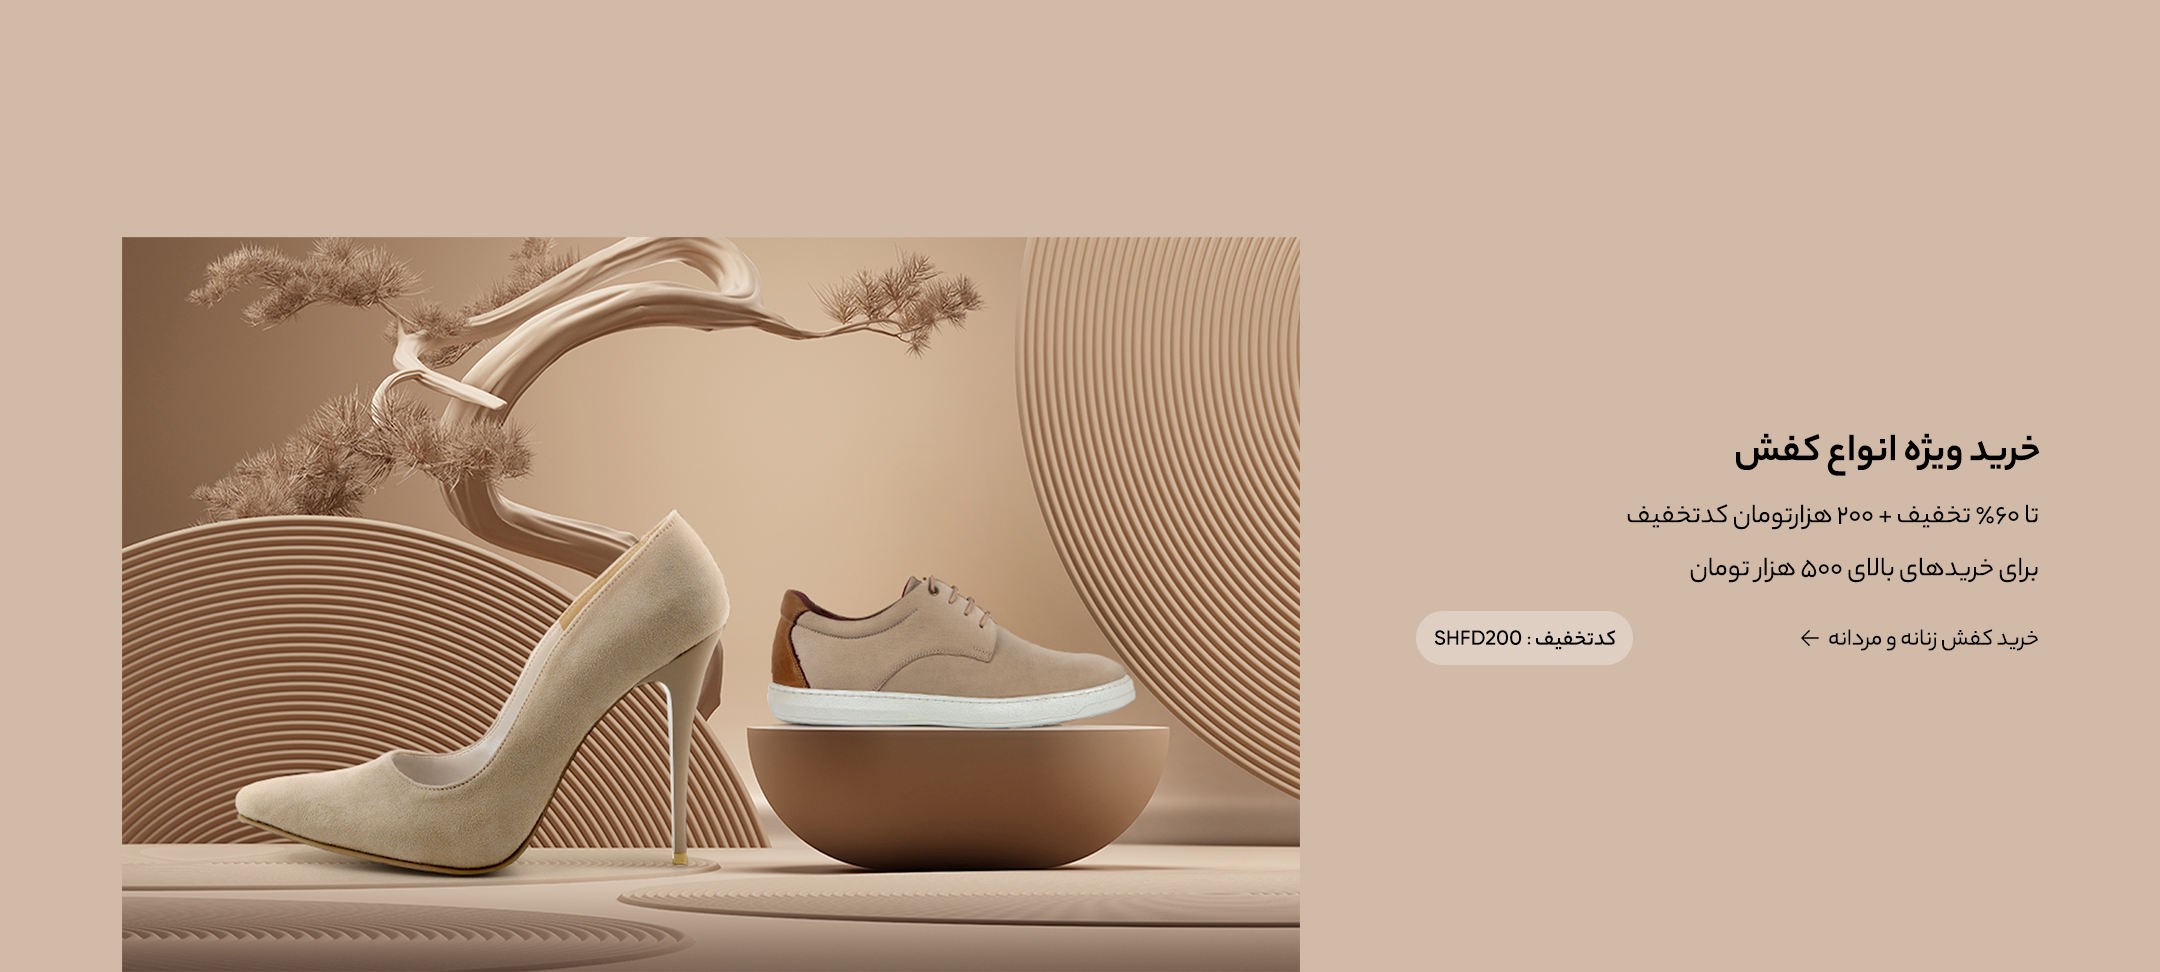 خرید ویژه انواع کفش
تا ۶۰% تخفیف + ۲۰۰ هزارتومان کدتخفیف
برای خریدهای بالای ۵۰۰ هزار تومان
خرید کفش زنانه و مردانه ←
کدتخفیف : SHFD200